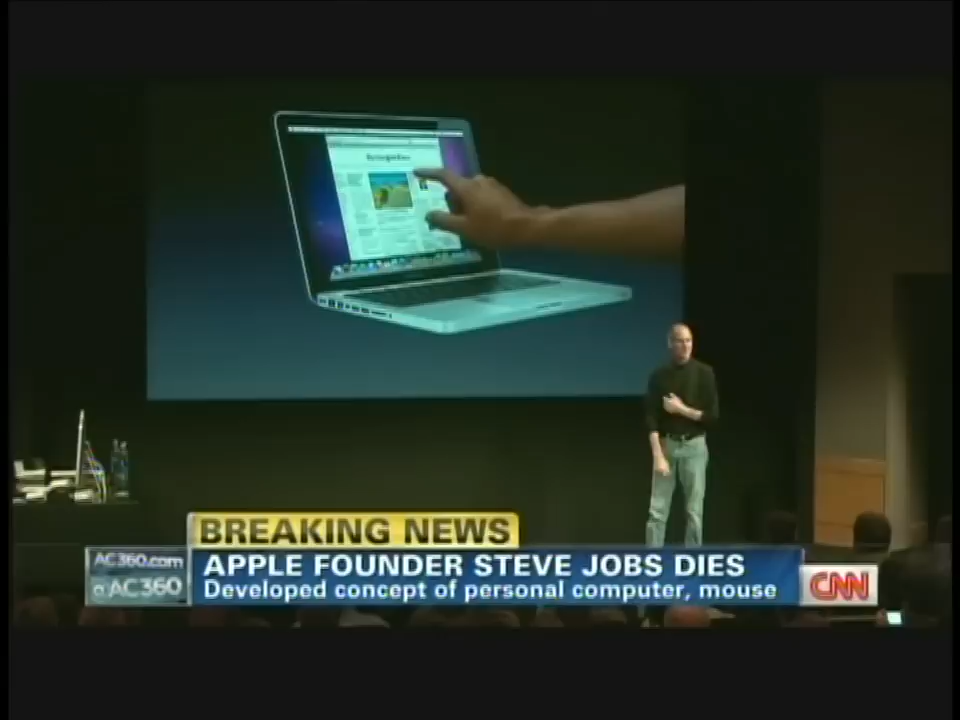 BREAKING NEWS
AC360.com
APPLE FOUNDER STEVE JOBS DIES
@AC360
Developed concept of personal computer, mouse
CNN